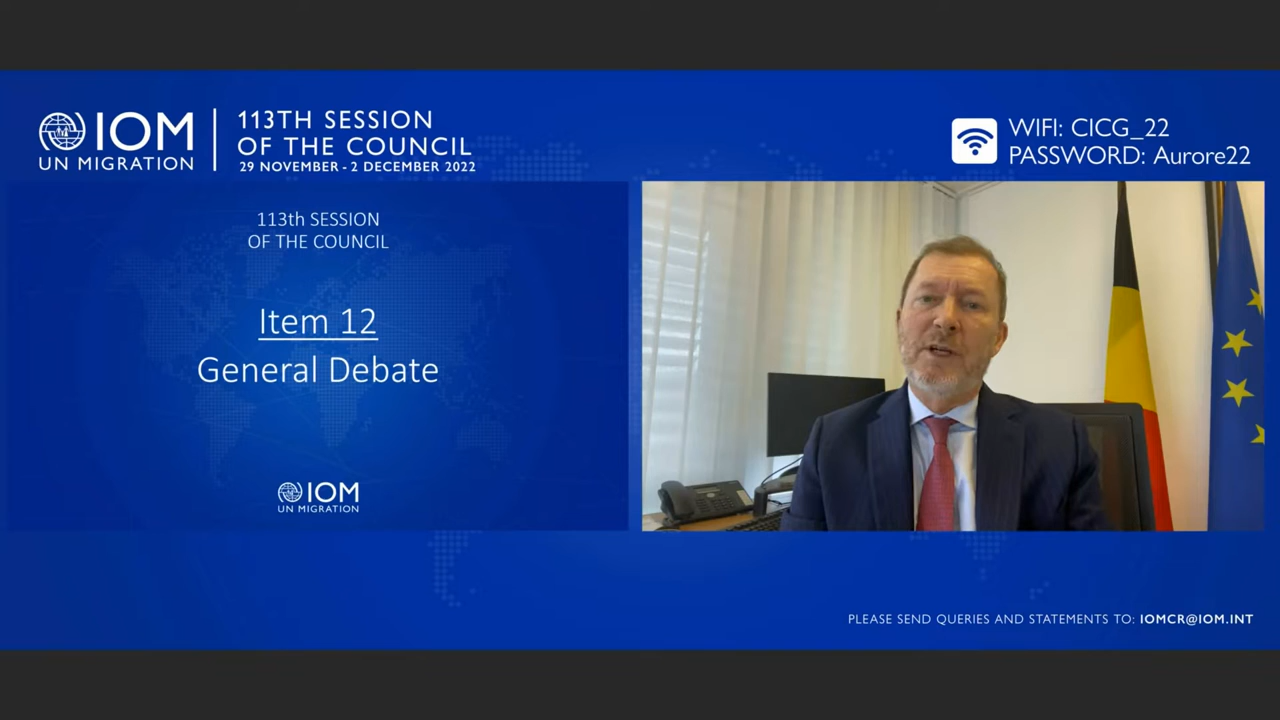 IOM
UN MIGRATION
113TH SESSION
OF THE COUNCIL
29 NOVEMBER - 2 DECEMBER 2022
WIFI: CICG_22
PASSWORD: Aurore22
113th SESSION
OF THE COUNCIL
Item 12
General Debate
IOM
UN MIGRATION
PLEASE SEND QUERIES AND STATEMENTS TO: IOMCR@IOM.INT